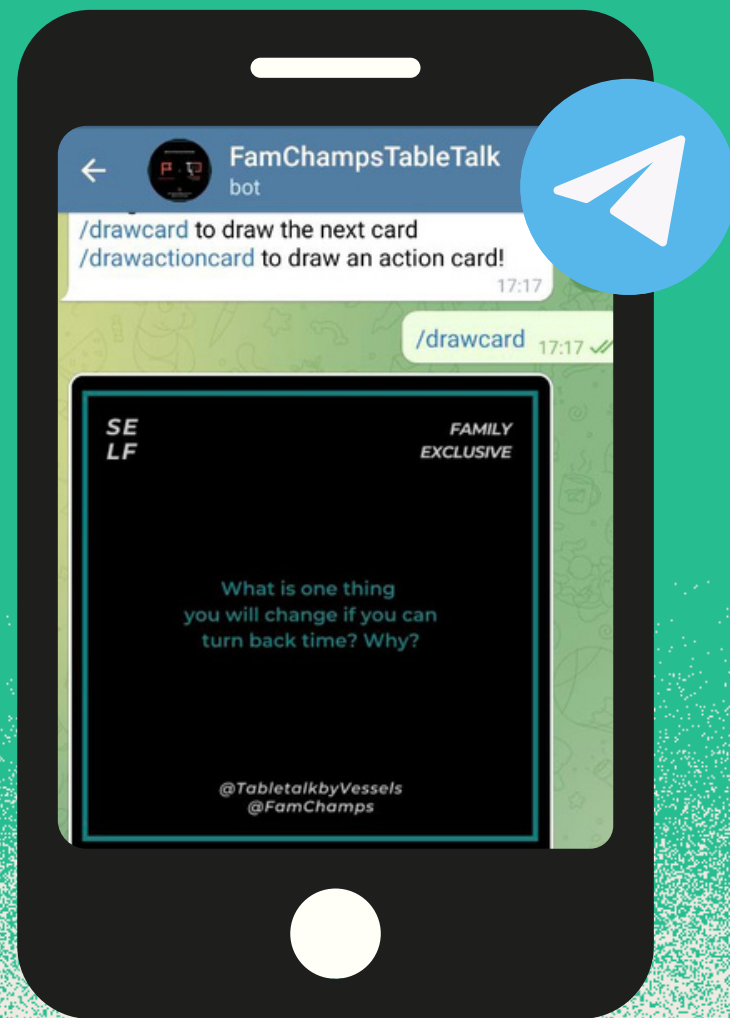 FamChampsTableTalk
bot
/drawcard to draw the next card
/drawactioncard to draw an action card!
17:17
/drawcard 17:17
SE
LF
FAMILY
EXCLUSIVE
What is one thing
you will change if you can
turn back time? Why?
@TabletalkbyVessels
@FamChamps